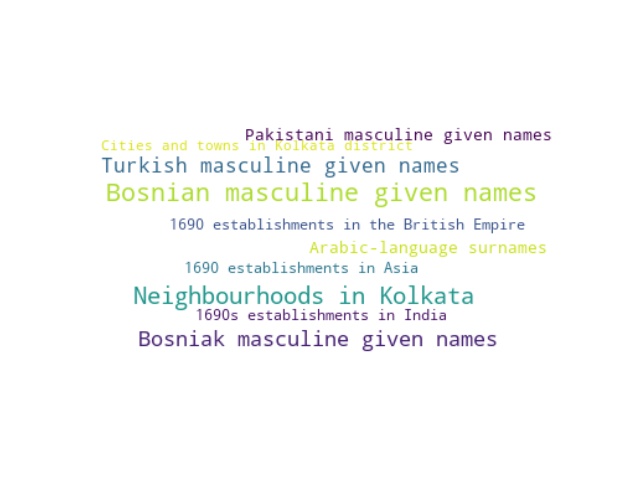 Pakistani masculine given names
Cities and towns in Kolkata district
Turkish masculine given names
Bosnian masculine given names
1690 establishments in the British Empire
Arabic-language surnames
1690 establishments in Asia
Neighbourhoods in Kolkata
1690s establishments in India
Bosniak masculine given names